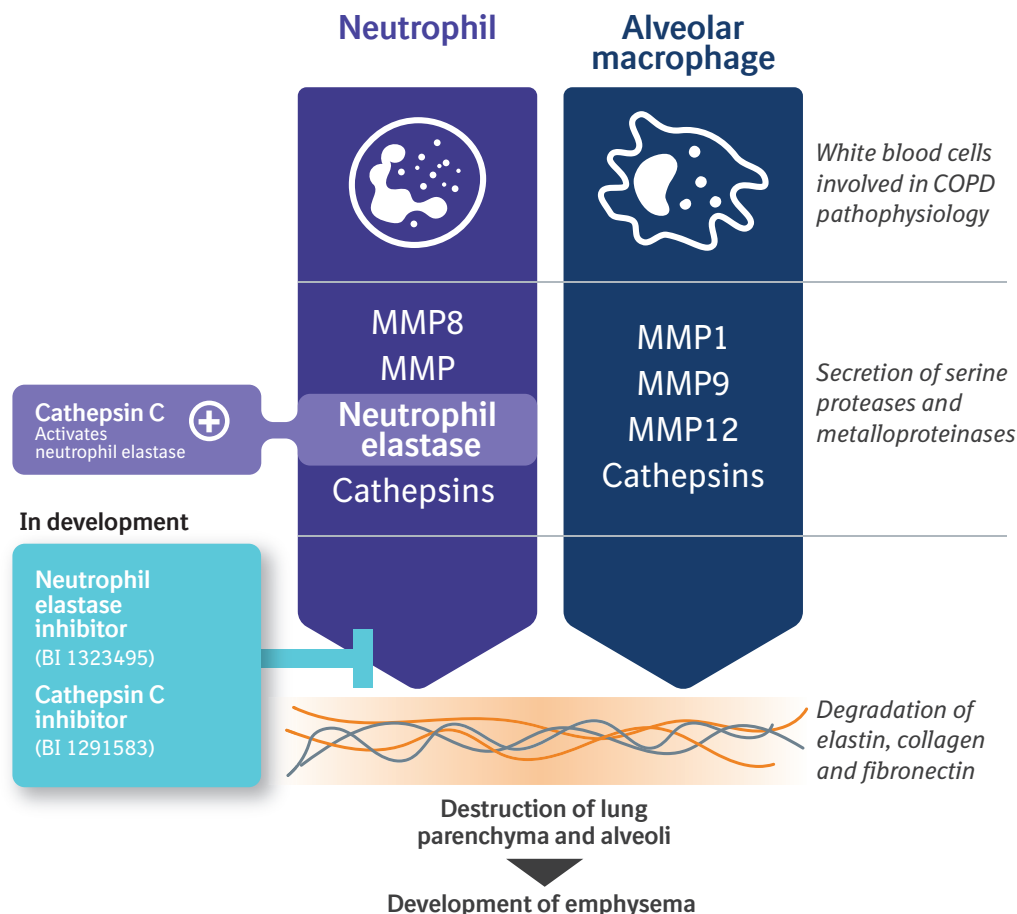 Neutrophil
Alveolar
macrophage
White blood cells
involved in COPD
pathophysiology
MMP8
MMP
Neutrophil
elastase
Cathepsins
MMP1
MMP9
MMP12
Cathepsins
Secretion of serine
proteases and
metalloproteinases
Cathepsin C
Activates
neutrophil elastase
In development
Neutrophil
elastase
inhibitor
(BI 1323495)
Cathepsin C
inhibitor
(BI 1291583)
Degradation of
elastin, collagen
and fibronectin
Destruction of lung
parenchyma and alveoli
Development of emphysema